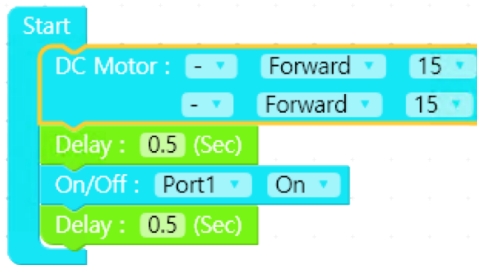 Start
DC Motor : - Forward 15
- Forward 15
Delay : 0.5 (Sec)
On/Off : Port1 On
Delay : 0.5 (Sec)